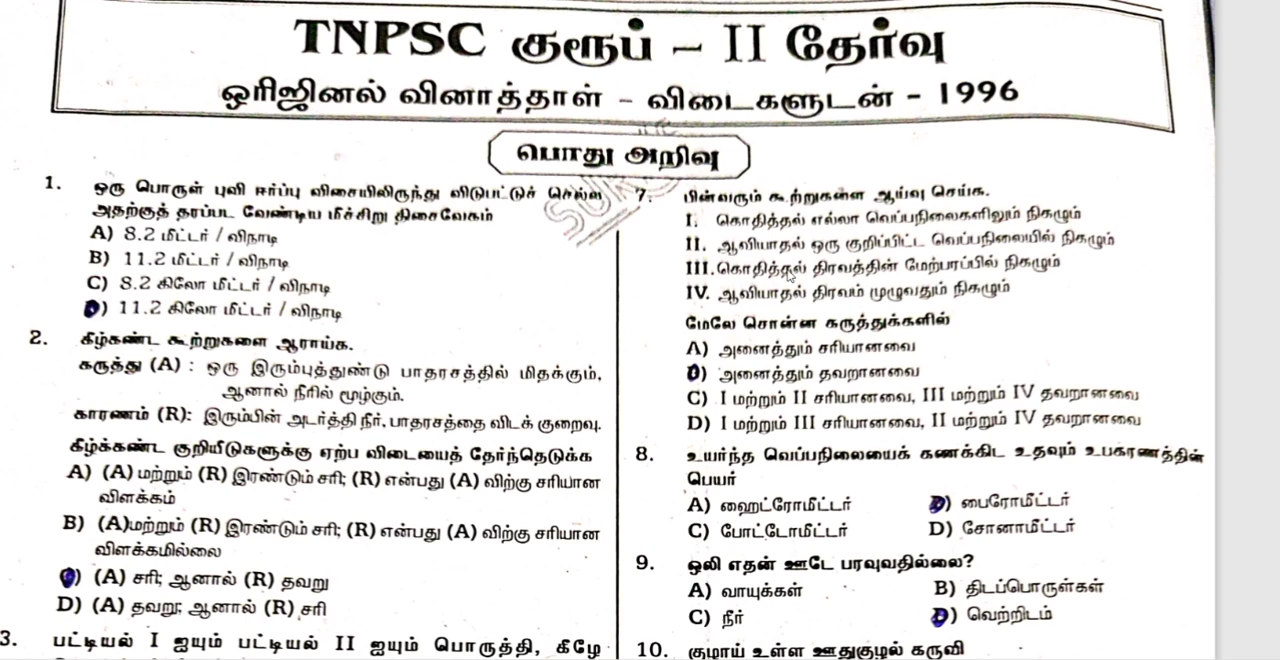 TNPSC குரூப் – II தேர்வு
ஒரிஜினல் வினாத்தாள் – விடைகளுடன் – 1996
பொது அறிவு
1. ஒரு பொருள் புவி ஈர்ப்பு விசையிலிருந்து விடுபட்டுச் செல்ல
அதற்குத் தரப்பட வேண்டிய மீச்சிறு திசைவேகம்
A) 8.2 மீட்டர் / விநாடி
B) 11.2 மீட்டர் / விநாடி
C) 8.2 கிலோ மீட்டர் / விநாடி
D) 11.2 கிலோ மீட்டர் / விநாடி
2. கீழ்கண்ட கூற்றுகளை ஆராய்க.
கருத்து (A) : ஒரு இரும்புத்துண்டு பாதரசத்தில் மிதக்கும்,
ஆனால் நீரில் மூழ்கும்.
காரணம் (R): இரும்பின் அடர்த்தி நீர், பாதரசத்தை விடக் குறைவு.
கீழ்க்கண்ட குறியீடுகளுக்கு ஏற்ப விடையைத் தேர்ந்தெடுக்க
A) (A) மற்றும் (R) இரண்டும் சரி; (R) என்பது (A) விற்கு சரியான
விளக்கம்
B) (A)மற்றும் (R) இரண்டும் சரி; (R) என்பது (A) விற்கு சரியான
விளக்கமில்லை
) (A) சரி; ஆனால் (R) தவறு
D) (A) தவறு; ஆனால் (R) சரி
3. பட்டியல் I ஐயும் பட்டியல் II ஐயும் பொருத்தி, கீழே
7. பின்வரும் கூற்றுகளை ஆய்வு செய்க.
I. கொதித்தல் எல்லா வெப்பநிலைகளிலும் நிகழும்
II. ஆவியாதல் ஒரு குறிப்பிட்ட வெப்பநிலையில் நிகழும்
III. கொதித்தல் திரவத்தின் மேற்பரப்பில் நிகழும்
IV. ஆவியாதல் திரவம் முழுவதும் நிகழும்
மேலே சொன்ன கருத்துக்களில்
A) அனைத்தும் சரியானவை
) அனைத்தும் தவறானவை
C) I மற்றும் II சரியானவை, III மற்றும் IV தவறானவை
D) I மற்றும் III சரியானவை, II மற்றும் IV தவறானவை
8. உயர்ந்த வெப்பநிலையைக் கணக்கிட உதவும் உபகரணத்தின்
பெயர்
A) ஹைட்ரோமீட்டர் ) பைரோமீட்டர்
C) போட்டோமீட்டர் D) சோனாமீட்டர்
9. ஒலி எதன் ஊடே பரவுவதில்லை?
A) வாயுக்கள் B) திடப்பொருள்கள்
C) நீர் D) வெற்றிடம்
10. குழாய் உள்ள ஊதுகுழல் கருவி